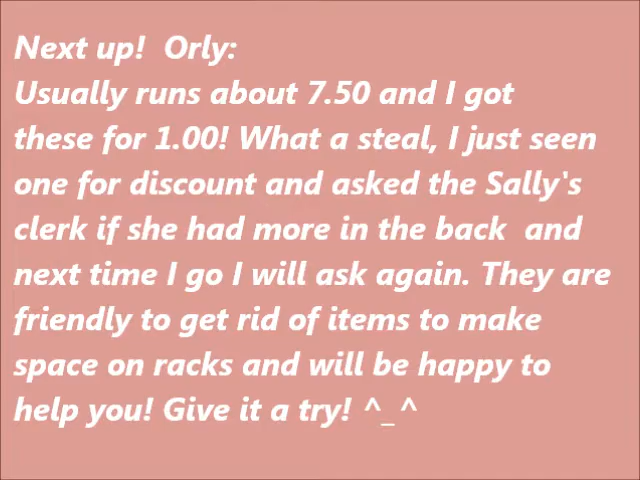 Next up!  Orly:
Usually runs about 7.50 and I got
these for 1.00! What a steal, I just seen
one for discount and asked the Sally's
clerk if she had more in the back  and
next time I go I will ask again. They are
friendly to get rid of items to make
space on racks and will be happy to
help you! Give it a try! ^_^